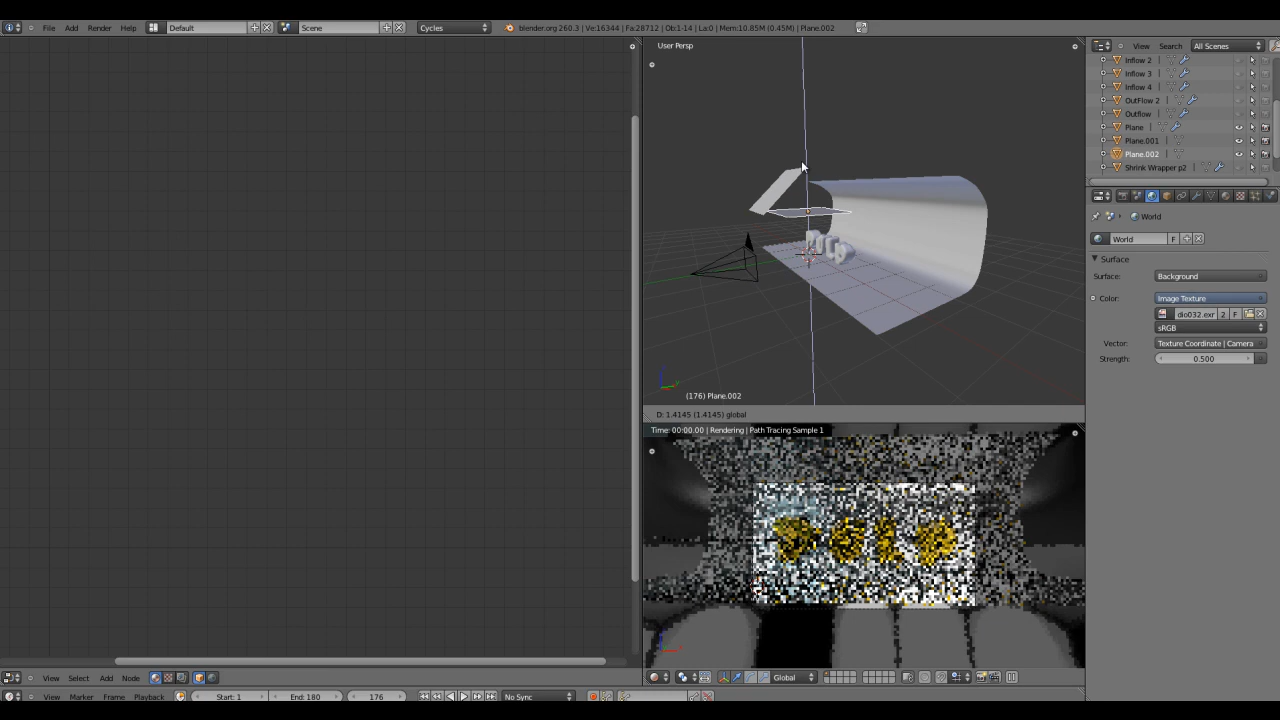 File Add Render Help Default Scene Cycles blender.org 260.3 | Ve:16344 | Fa:28712 | Ob:1-14 | La:0 | Mem:10.85M (0.45M) | Plane.002
User Persp
View Search All Scenes
Inflow 2
Inflow 3
Inflow 4
OutFlow 2
Outflow
Plane
Plane.001
Plane.002
Shrink Wrapper p2
World
World F
Surface
Surface: Background
Color: Image Texture
dio032.exr 2 F
sRGB
Vector: Texture Coordinate | Camera
Strength: 0.500
(176) Plane.002
D: 1.4145 (1.4145) global
Time: 00:00.00 | Rendering | Path Tracing Sample 1
View Select Add Node
Global
View Marker Frame Playback Start: 1 End: 180 176 No Sync